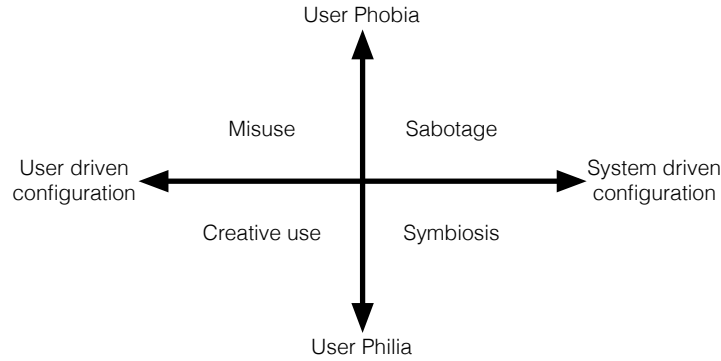 User Phobia
Misuse
Sabotage
User driven
configuration
System driven
configuration
Creative use
Symbiosis
User Philia